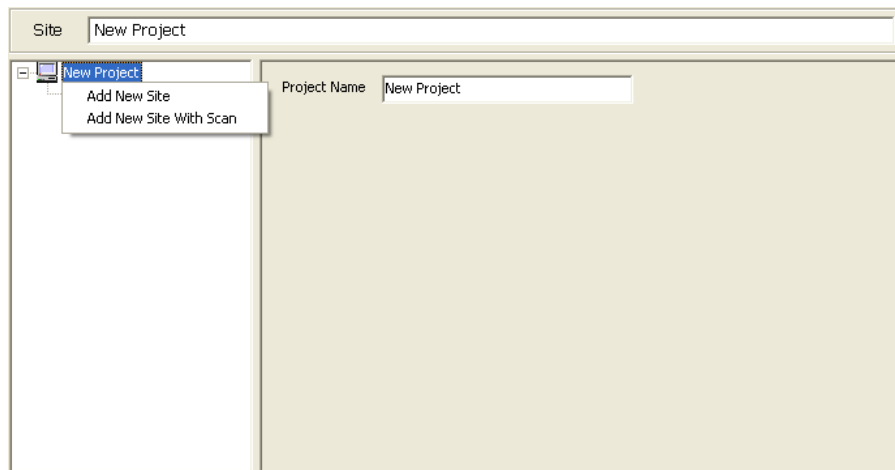 Site New Project
New Project
Add New Site
Add New Site With Scan
Project Name New Project